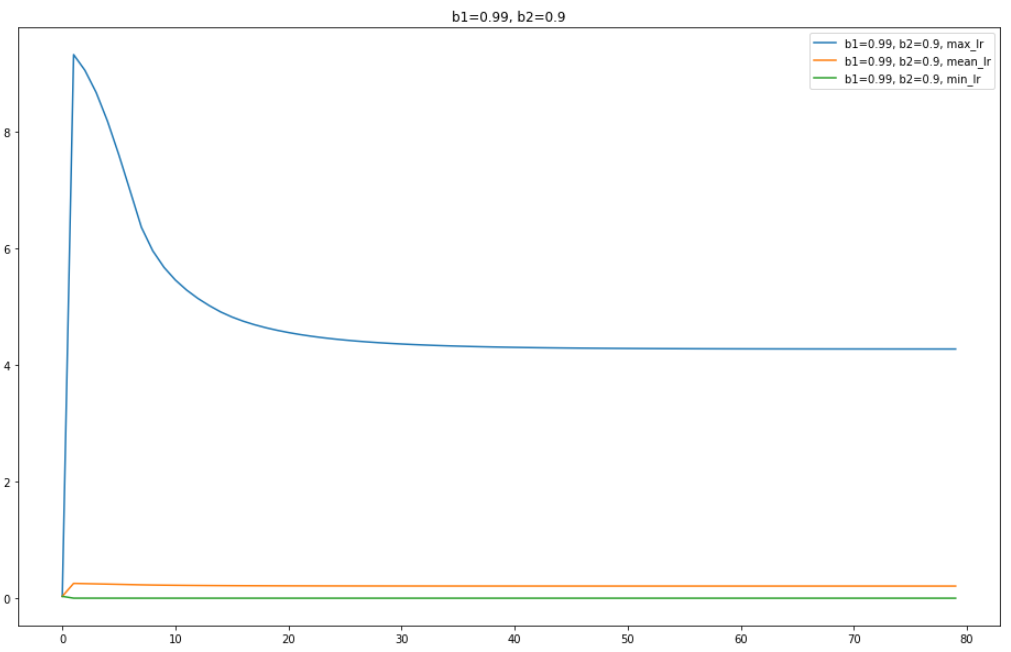 b1=0.99, b2=0.9
b1=0.99, b2=0.9, max_lr
b1=0.99, b2=0.9, mean_lr
b1=0.99, b2=0.9, min_lr
8
6
4
2
0
0 10 20 30 40 50 60 70 80